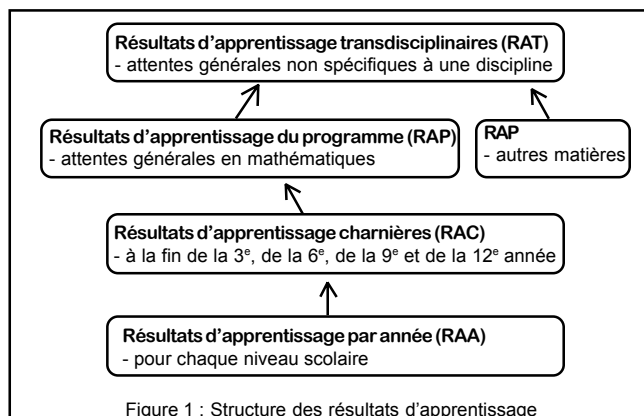 Résultats d'apprentissage transdisciplinaires (RAT)
- attentes générales non spécifiques à une discipline
Résultats d'apprentissage du programme (RAP)
- attentes générales en mathématiques
RAP
- autres matières
Résultats d'apprentissage charnières (RAC)
- à la fin de la 3e, de la 6e, de la 9e et de la 12e année
Résultats d'apprentissage par année (RAA)
- pour chaque niveau scolaire
Figure 1 : Structure des résultats d'apprentissage